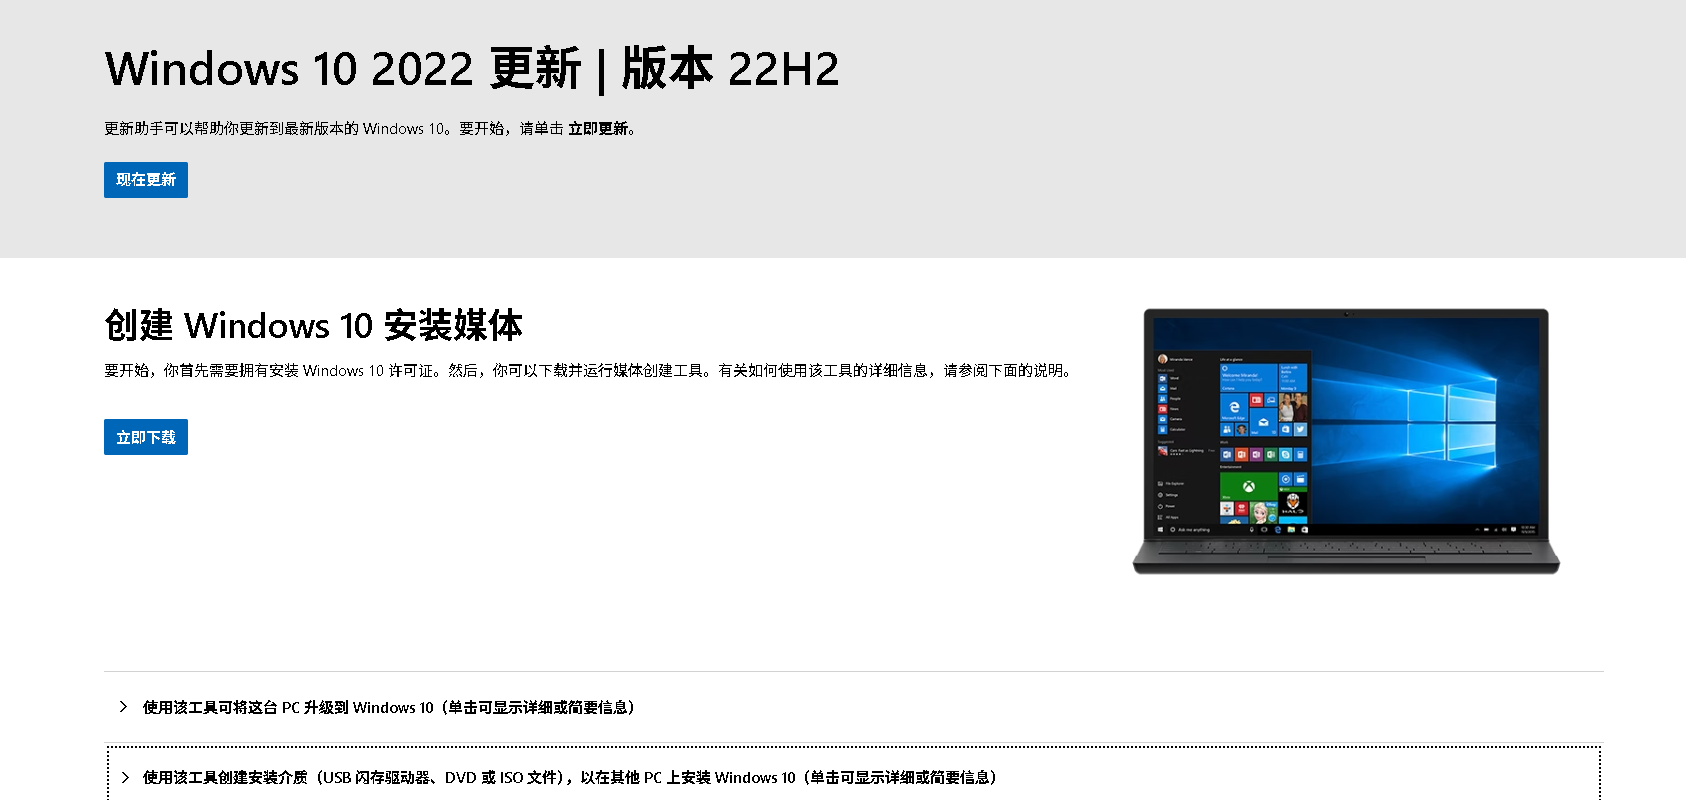 Windows 10 2022 更新 | 版本 22H2
更新助手可以帮助你更新到最新版本的 Windows 10。要开始，请单击 立即更新。
现在更新
创建 Windows 10 安装媒体
要开始，你首先需要拥有安装 Windows 10 许可证。然后，你可以下载并运行媒体创建工具。有关如何使用该工具的详细信息，请参阅下面的说明。
立即下载
使用该工具可将这台 PC 升级到 Windows 10（单击可显示详细或简要信息）
使用该工具创建安装介质（USB 闪存驱动器、DVD 或 ISO 文件），以在其他 PC 上安装 Windows 10（单击可显示详细或简要信息）